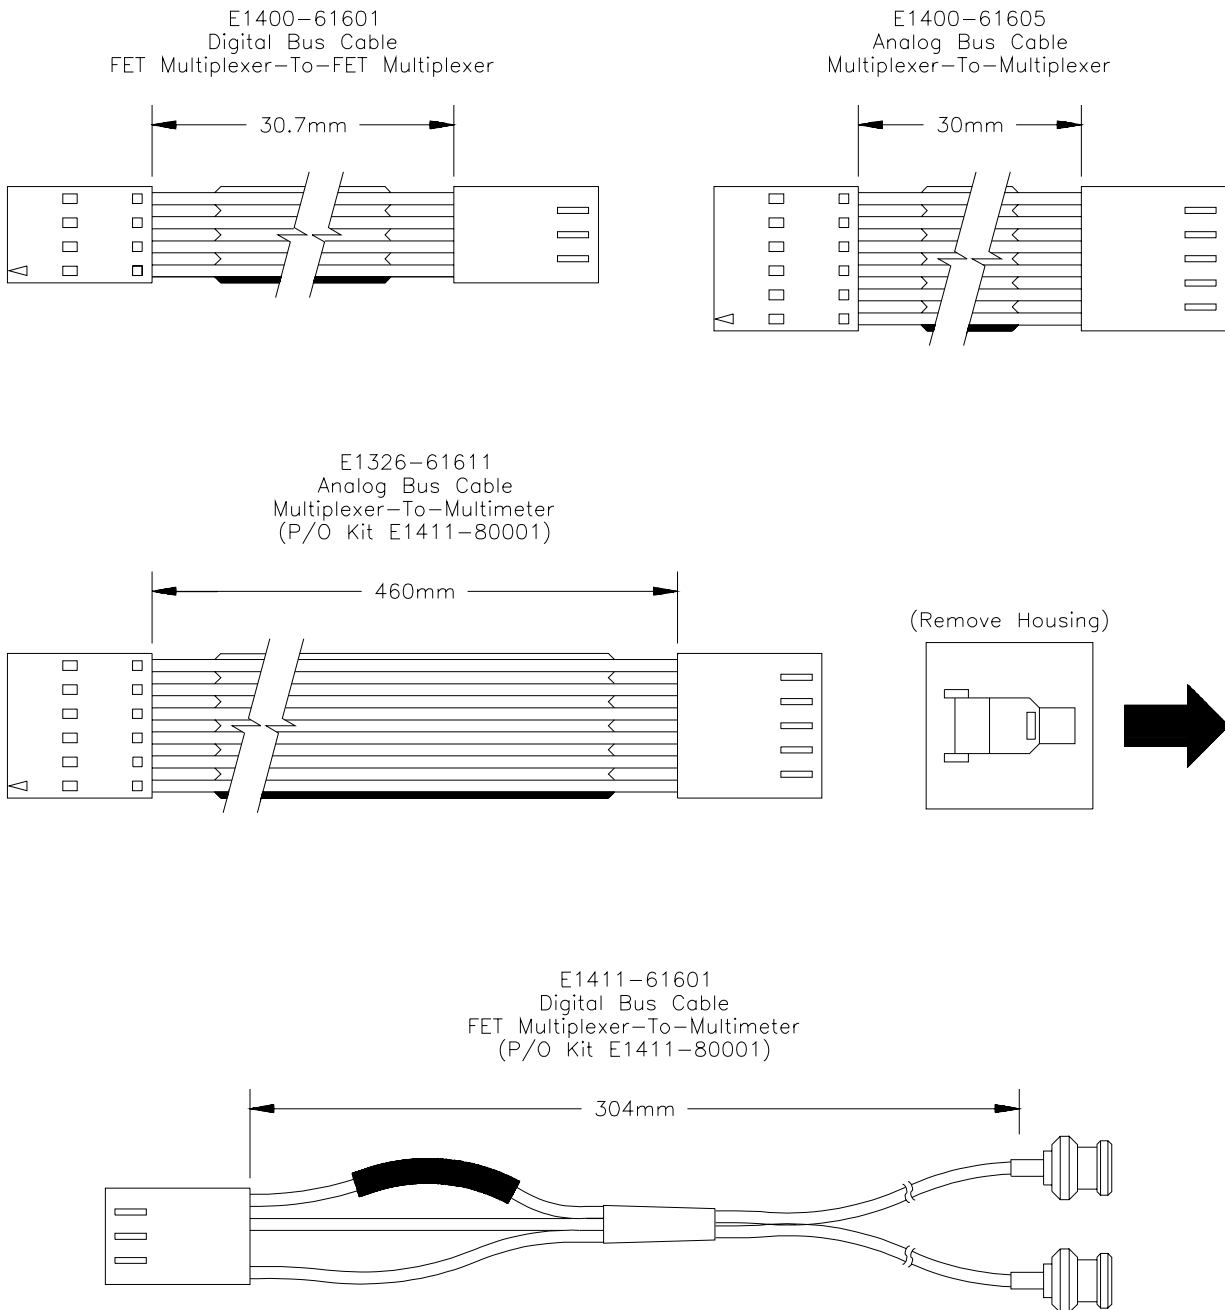 E1400-61601
Digital Bus Cable
FET Multiplexer-To-FET Multiplexer
30.7mm
E1400-61605
Analog Bus Cable
Multiplexer-To-Multiplexer
30mm
E1326-61611
Analog Bus Cable
Multiplexer-To-Multimeter
(P/O Kit E1411-80001)
460mm
(Remove Housing)
E1411-61601
Digital Bus Cable
FET Multiplexer-To-Multimeter
(P/O Kit E1411-80001)
304mm